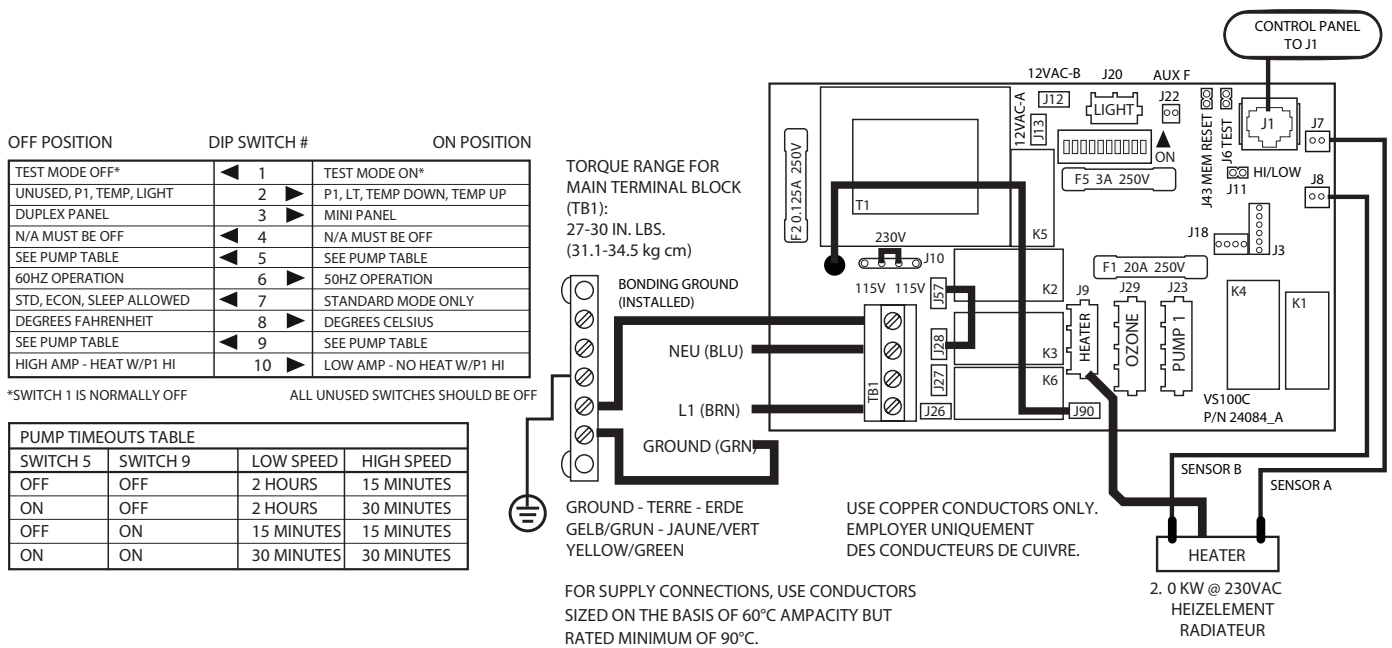 CONTROL PANEL
TO J1
12VAC-B J20 AUX F
12VAC-A
J12
J13
LIGHT
J22
ON
J43 MEM RESET
J6 TEST
J1
J7
HI/LOW
J11
J8
F2 0.125A 250V
T1
K5
F5 3A 250V
J18
J3
230V
J10
115V 115V
J57
K2
F1 20A 250V
J9
HEATER
J29
OZONE
J23
PUMP 1
K4
K1
J28
K3
J27
K6
TB1
J26
J90
VS100C
P/N 24084_A
OFF POSITION DIP SWITCH # ON POSITION
TEST MODE OFF* 1 TEST MODE ON*
UNUSED, P1, TEMP, LIGHT 2 P1, LT, TEMP DOWN, TEMP UP
DUPLEX PANEL 3 MINI PANEL
N/A MUST BE OFF 4 N/A MUST BE OFF
SEE PUMP TABLE 5 SEE PUMP TABLE
60HZ OPERATION 6 50HZ OPERATION
STD, ECON, SLEEP ALLOWED 7 STANDARD MODE ONLY
DEGREES FAHRENHEIT 8 DEGREES CELSIUS
SEE PUMP TABLE 9 SEE PUMP TABLE
HIGH AMP - HEAT W/P1 HI 10 LOW AMP - NO HEAT W/P1 HI
*SWITCH 1 IS NORMALLY OFF ALL UNUSED SWITCHES SHOULD BE OFF
PUMP TIMEOUTS TABLE
SWITCH 5 SWITCH 9 LOW SPEED HIGH SPEED
OFF OFF 2 HOURS 15 MINUTES
ON OFF 2 HOURS 30 MINUTES
OFF ON 15 MINUTES 15 MINUTES
ON ON 30 MINUTES 30 MINUTES
TORQUE RANGE FOR
MAIN TERMINAL BLOCK
(TB1):
27-30 IN. LBS.
(31.1-34.5 kg cm)
BONDING GROUND
(INSTALLED)
NEU (BLU)
L1 (BRN)
GROUND (GRN)
GROUND - TERRE - ERDE
GELB/GRUN - JAUNE/VERT
YELLOW/GREEN
USE COPPER CONDUCTORS ONLY.
EMPLOYER UNIQUEMENT
DES CONDUCTEURS DE CUIVRE.
FOR SUPPLY CONNECTIONS, USE CONDUCTORS
SIZED ON THE BASIS OF 60°C AMPACITY BUT
RATED MINIMUM OF 90°C.
SENSOR B
SENSOR A
HEATER
2. 0 KW @ 230VAC
HEIZELEMENT
RADIATEUR